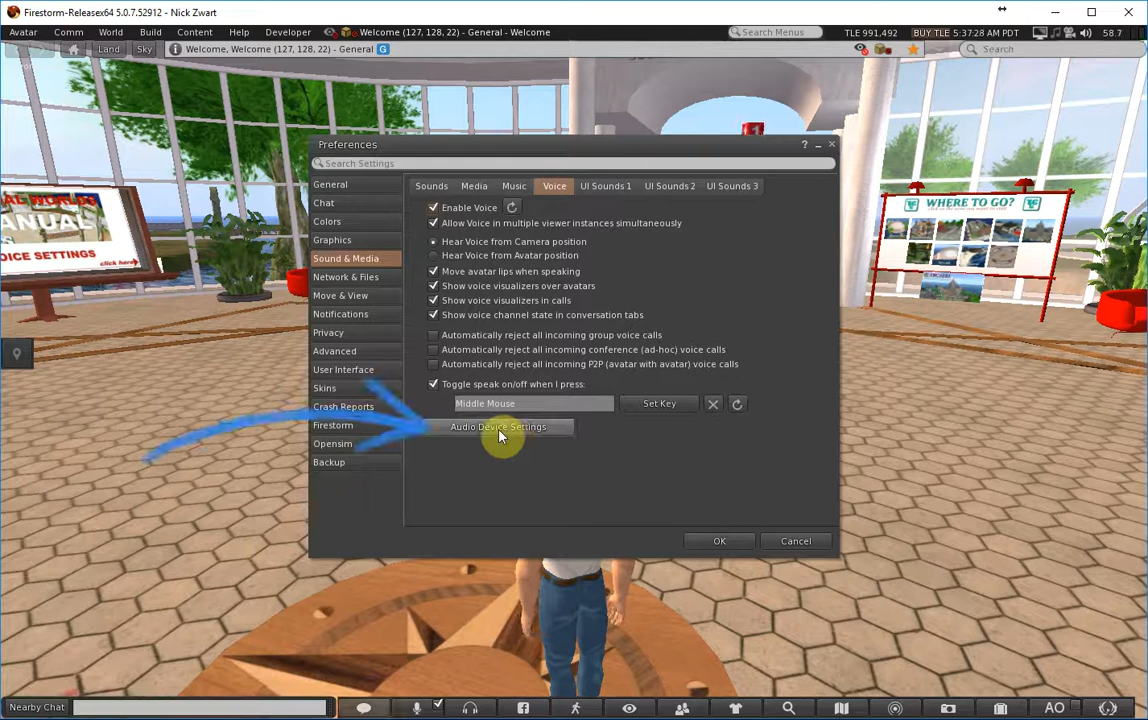 Firestorm-Releasex64 5.0.7.52912 - Nick Zwart
Avatar Comm World Build Content Help Developer Welcome (127, 128, 22) - General - Welcome Search Menus TLE 991,492 BUY TLE 5:37:28 AM PDT 58.7
Land Sky Welcome, Welcome (127, 128, 22) - General G Search
Preferences
Search Settings
General
Chat
Colors
Graphics
Sound & Media
Network & Files
Move & View
Notifications
Privacy
Advanced
User Interface
Skins
Crash Reports
Firestorm
Opensim
Backup
Sounds Media Music Voice UI Sounds 1 UI Sounds 2 UI Sounds 3
Enable Voice
Allow Voice in multiple viewer instances simultaneously
Hear Voice from Camera position
Hear Voice from Avatar position
Move avatar lips when speaking
Show voice visualizers over avatars
Show voice visualizers in calls
Show voice channel state in conversation tabs
Automatically reject all incoming group voice calls
Automatically reject all incoming conference (ad-hoc) voice calls
Automatically reject all incoming P2P (avatar with avatar) voice calls
Toggle speak on/off when I press:
Middle Mouse Set Key
Audio Device Settings
OK Cancel
MANUAL
OICE SETTINGS
click here
WHERE TO GO?
Nearby Chat AO